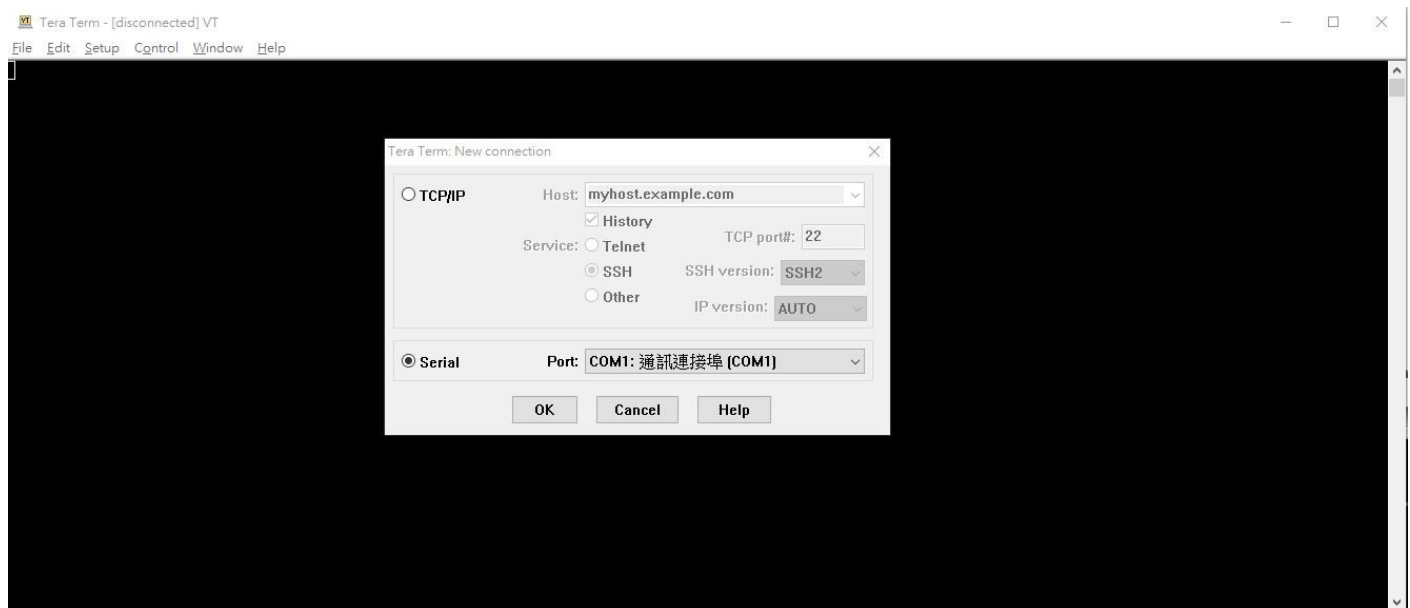 Tera Term - [disconnected] VT
File Edit Setup Control Window Help
Tera Term: New connection
TCP/IP Host: myhost.example.com
History
Service: Telnet TCP port#: 22
SSH SSH version: SSH2
Other IP version: AUTO
Serial Port: COM1: 通訊連接埠 (COM1)
OK Cancel Help